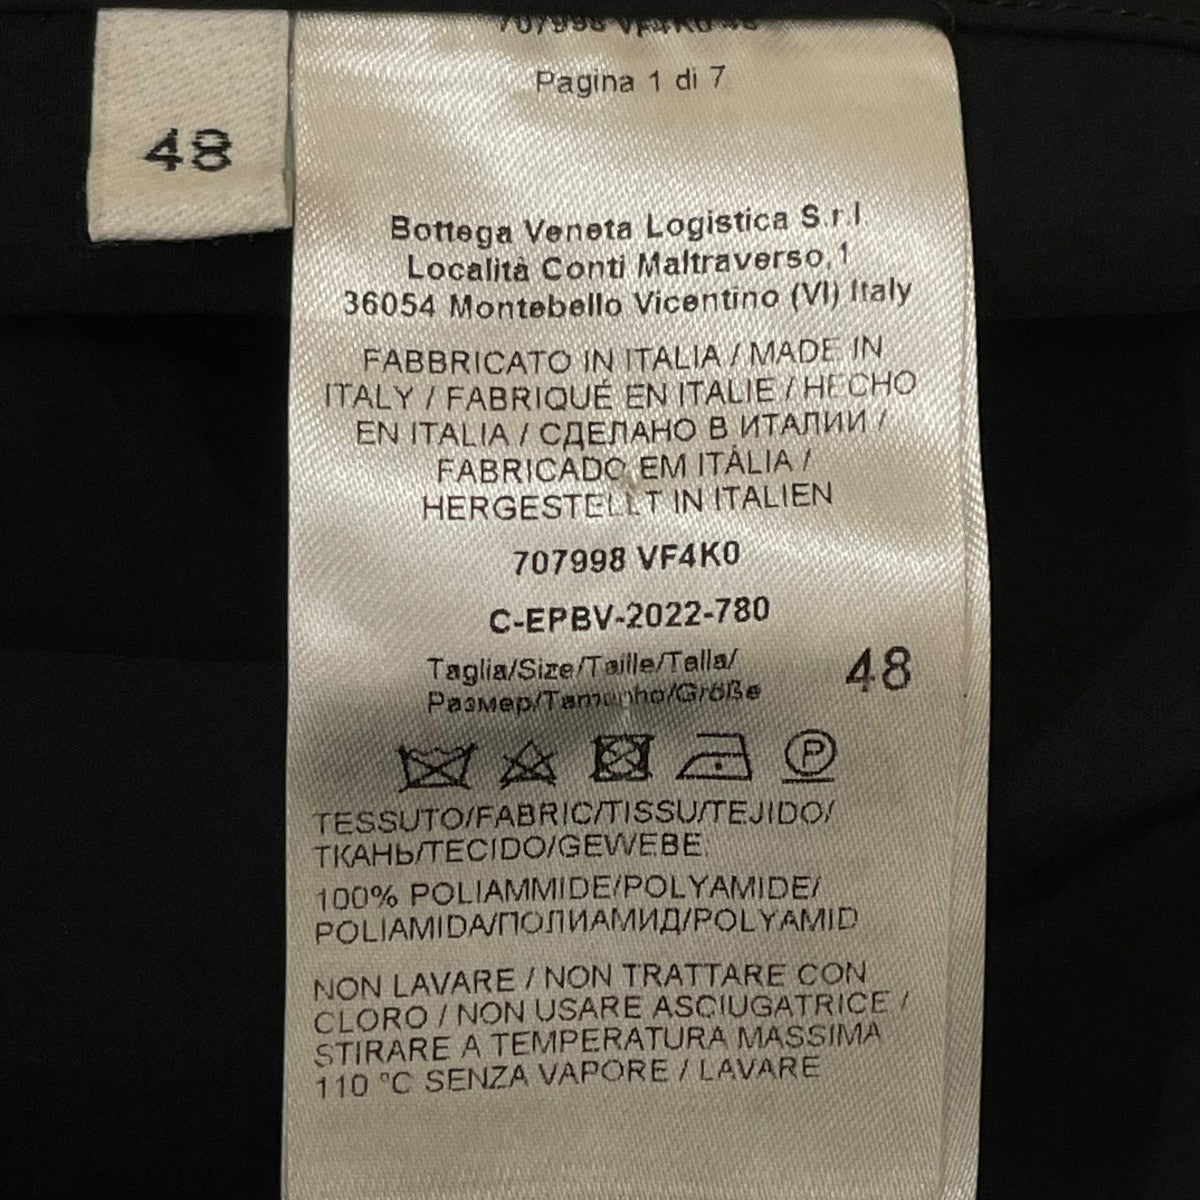 48
707998 VF4K0 48
Pagina 1 di 7
Bottega Veneta Logistica S.r.l
Località Conti Maltraverso,1
36054 Montebello Vicentino (VI) Italy
FABBRICATO IN ITALIA / MADE IN
ITALY / FABRIQUÉ EN ITALIE / HECHO
EN ITALIA / СДЕЛАНО В ИТАЛИИ /
FABRICADO EM ITÁLIA /
HERGESTELLT IN ITALIEN
707998 VF4K0
C-EPBV-2022-780
Taglia/Size/Taille/Talla/
Размер/Tamanho/Größe
48
P
TESSUTO/FABRIC/TISSU/TEJIDO/
ТКАНЬ/TECIDO/GEWEBE:
100% POLIAMMIDE/POLYAMIDE/
POLIAMIDA/ПОЛИАМИД/POLYAMID
NON LAVARE / NON TRATTARE CON
CLORO / NON USARE ASCIUGATRICE /
STIRARE A TEMPERATURA MASSIMA
110 °C SENZA VAPORE / LAVARE